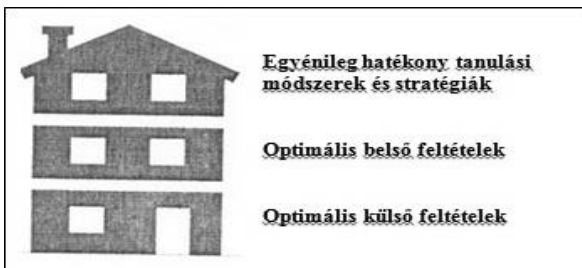 Egyénileg hatékony tanulási
módszerek és stratégiák
Optimális belső feltételek
Optimális külső feltételek